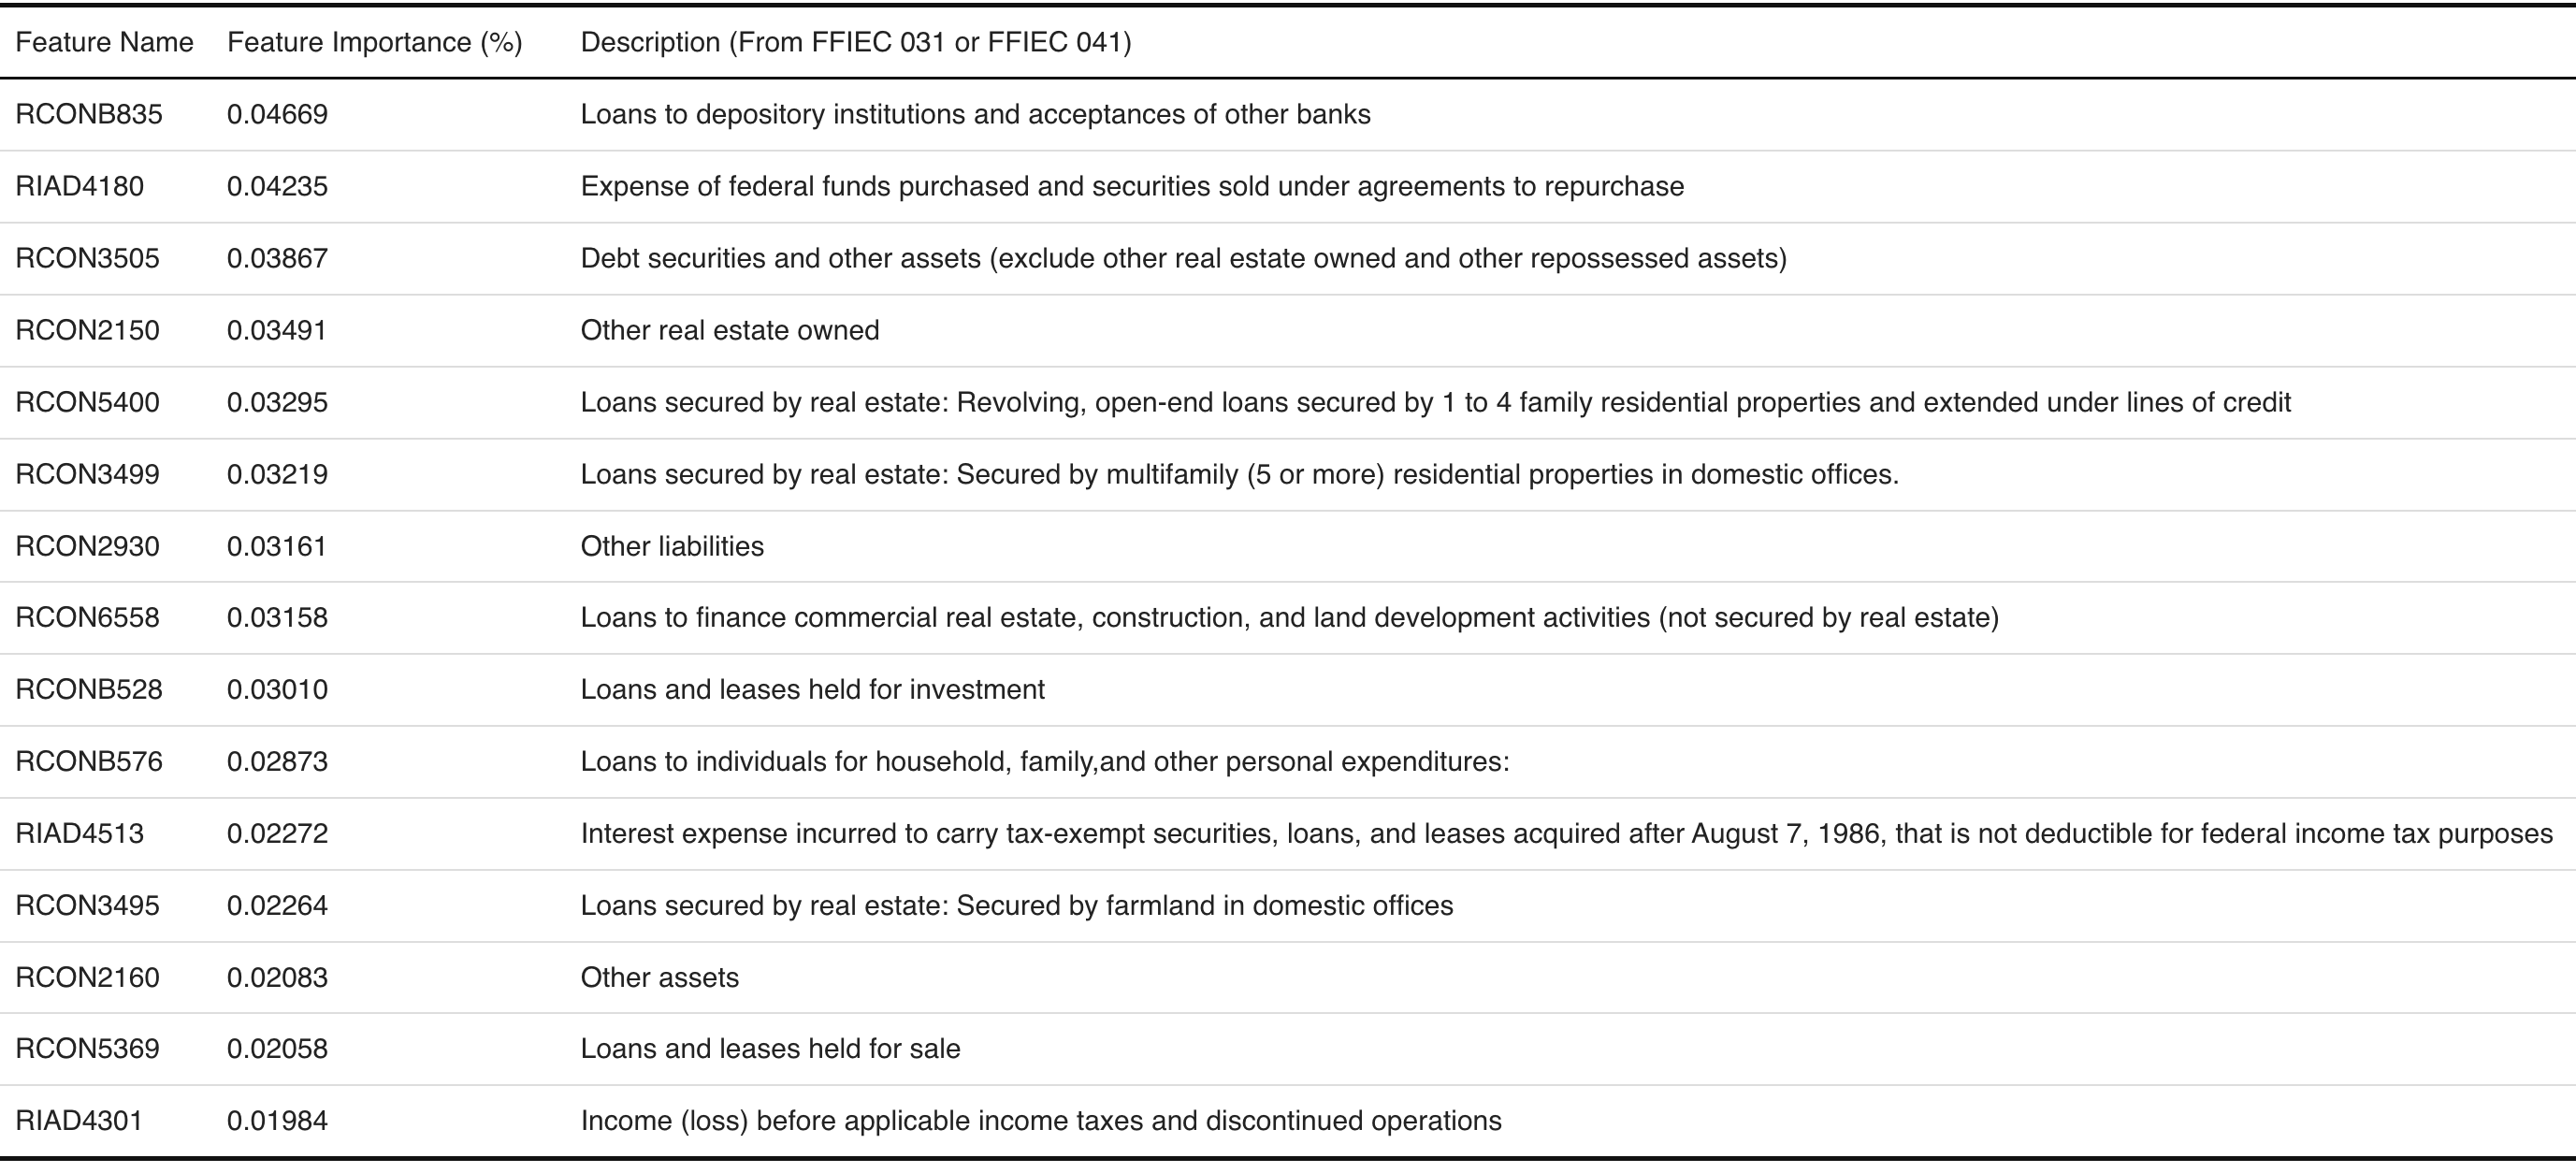 Feature Name Feature Importance (%) Description (From FFIEC 031 or FFIEC 041)
RCONB835 0.04669 Loans to depository institutions and acceptances of other banks
RIAD4180 0.04235 Expense of federal funds purchased and securities sold under agreements to repurchase
RCON3505 0.03867 Debt securities and other assets (exclude other real estate owned and other repossessed assets)
RCON2150 0.03491 Other real estate owned
RCON5400 0.03295 Loans secured by real estate: Revolving, open-end loans secured by 1 to 4 family residential properties and extended under lines of credit
RCON3499 0.03219 Loans secured by real estate: Secured by multifamily (5 or more) residential properties in domestic offices.
RCON2930 0.03161 Other liabilities
RCON6558 0.03158 Loans to finance commercial real estate, construction, and land development activities (not secured by real estate)
RCONB528 0.03010 Loans and leases held for investment
RCONB576 0.02873 Loans to individuals for household, family,and other personal expenditures:
RIAD4513 0.02272 Interest expense incurred to carry tax-exempt securities, loans, and leases acquired after August 7, 1986, that is not deductible for federal income tax purposes
RCON3495 0.02264 Loans secured by real estate: Secured by farmland in domestic offices
RCON2160 0.02083 Other assets
RCON5369 0.02058 Loans and leases held for sale
RIAD4301 0.01984 Income (loss) before applicable income taxes and discontinued operations